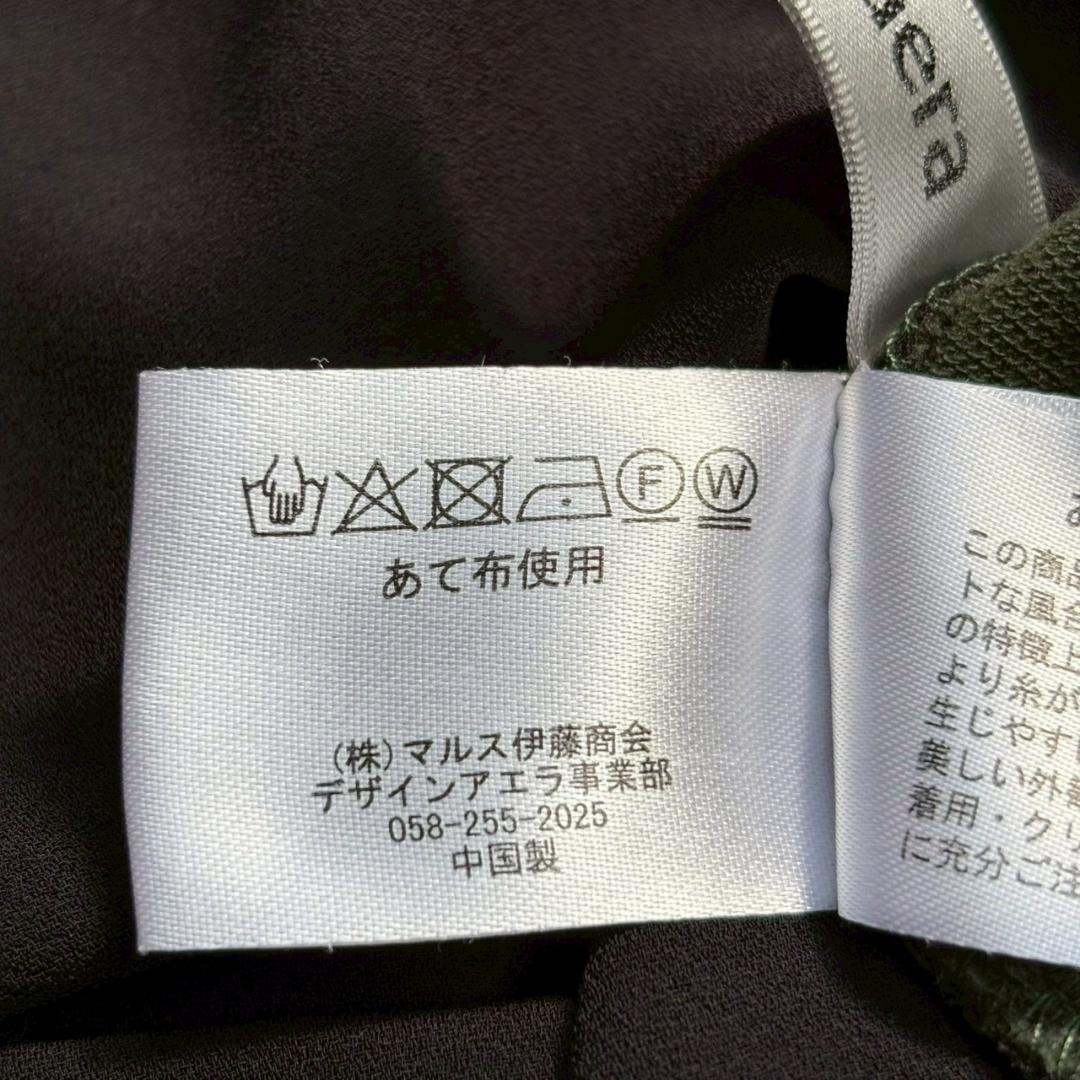 aera
F W
あて布使用
(株)マルス伊藤商会
デザインアエラ事業部
058-255-2025
中国製
この商品
トな風合
の特徴上
より糸が
生じやす
美しい外観
着用・クリ
に充分ご注